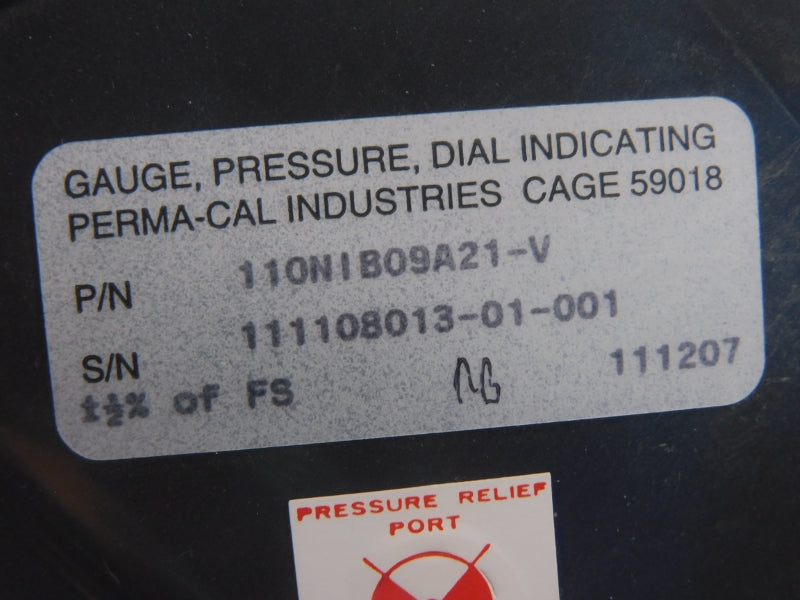 GAUGE, PRESSURE, DIAL INDICATING
PERMA-CAL INDUSTRIES CAGE 59018
P/N 110NIB09A21-V
S/N 111108013-01-001
±½% of FS 111207
PRESSURE RELIEF
PORT